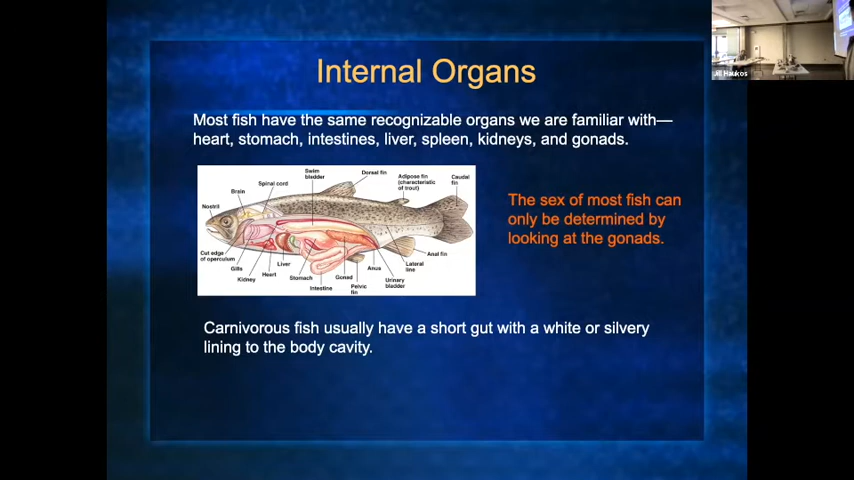 Internal Organs
Jill Haukos
Most fish have the same recognizable organs we are familiar with—
heart, stomach, intestines, liver, spleen, kidneys, and gonads.
Swim
bladder
Dorsal fin
Adipose fin
(characteristic
of trout)
Caudal
fin
Spinal cord
Brain
Nostril
Cut edge
of operculum
Gills
Kidney
Heart
Liver
Stomach
Intestine
Gonad
Pelvic
fin
Anus
Urinary
bladder
Lateral
line
Anal fin
The sex of most fish can
only be determined by
looking at the gonads.
Carnivorous fish usually have a short gut with a white or silvery
lining to the body cavity.